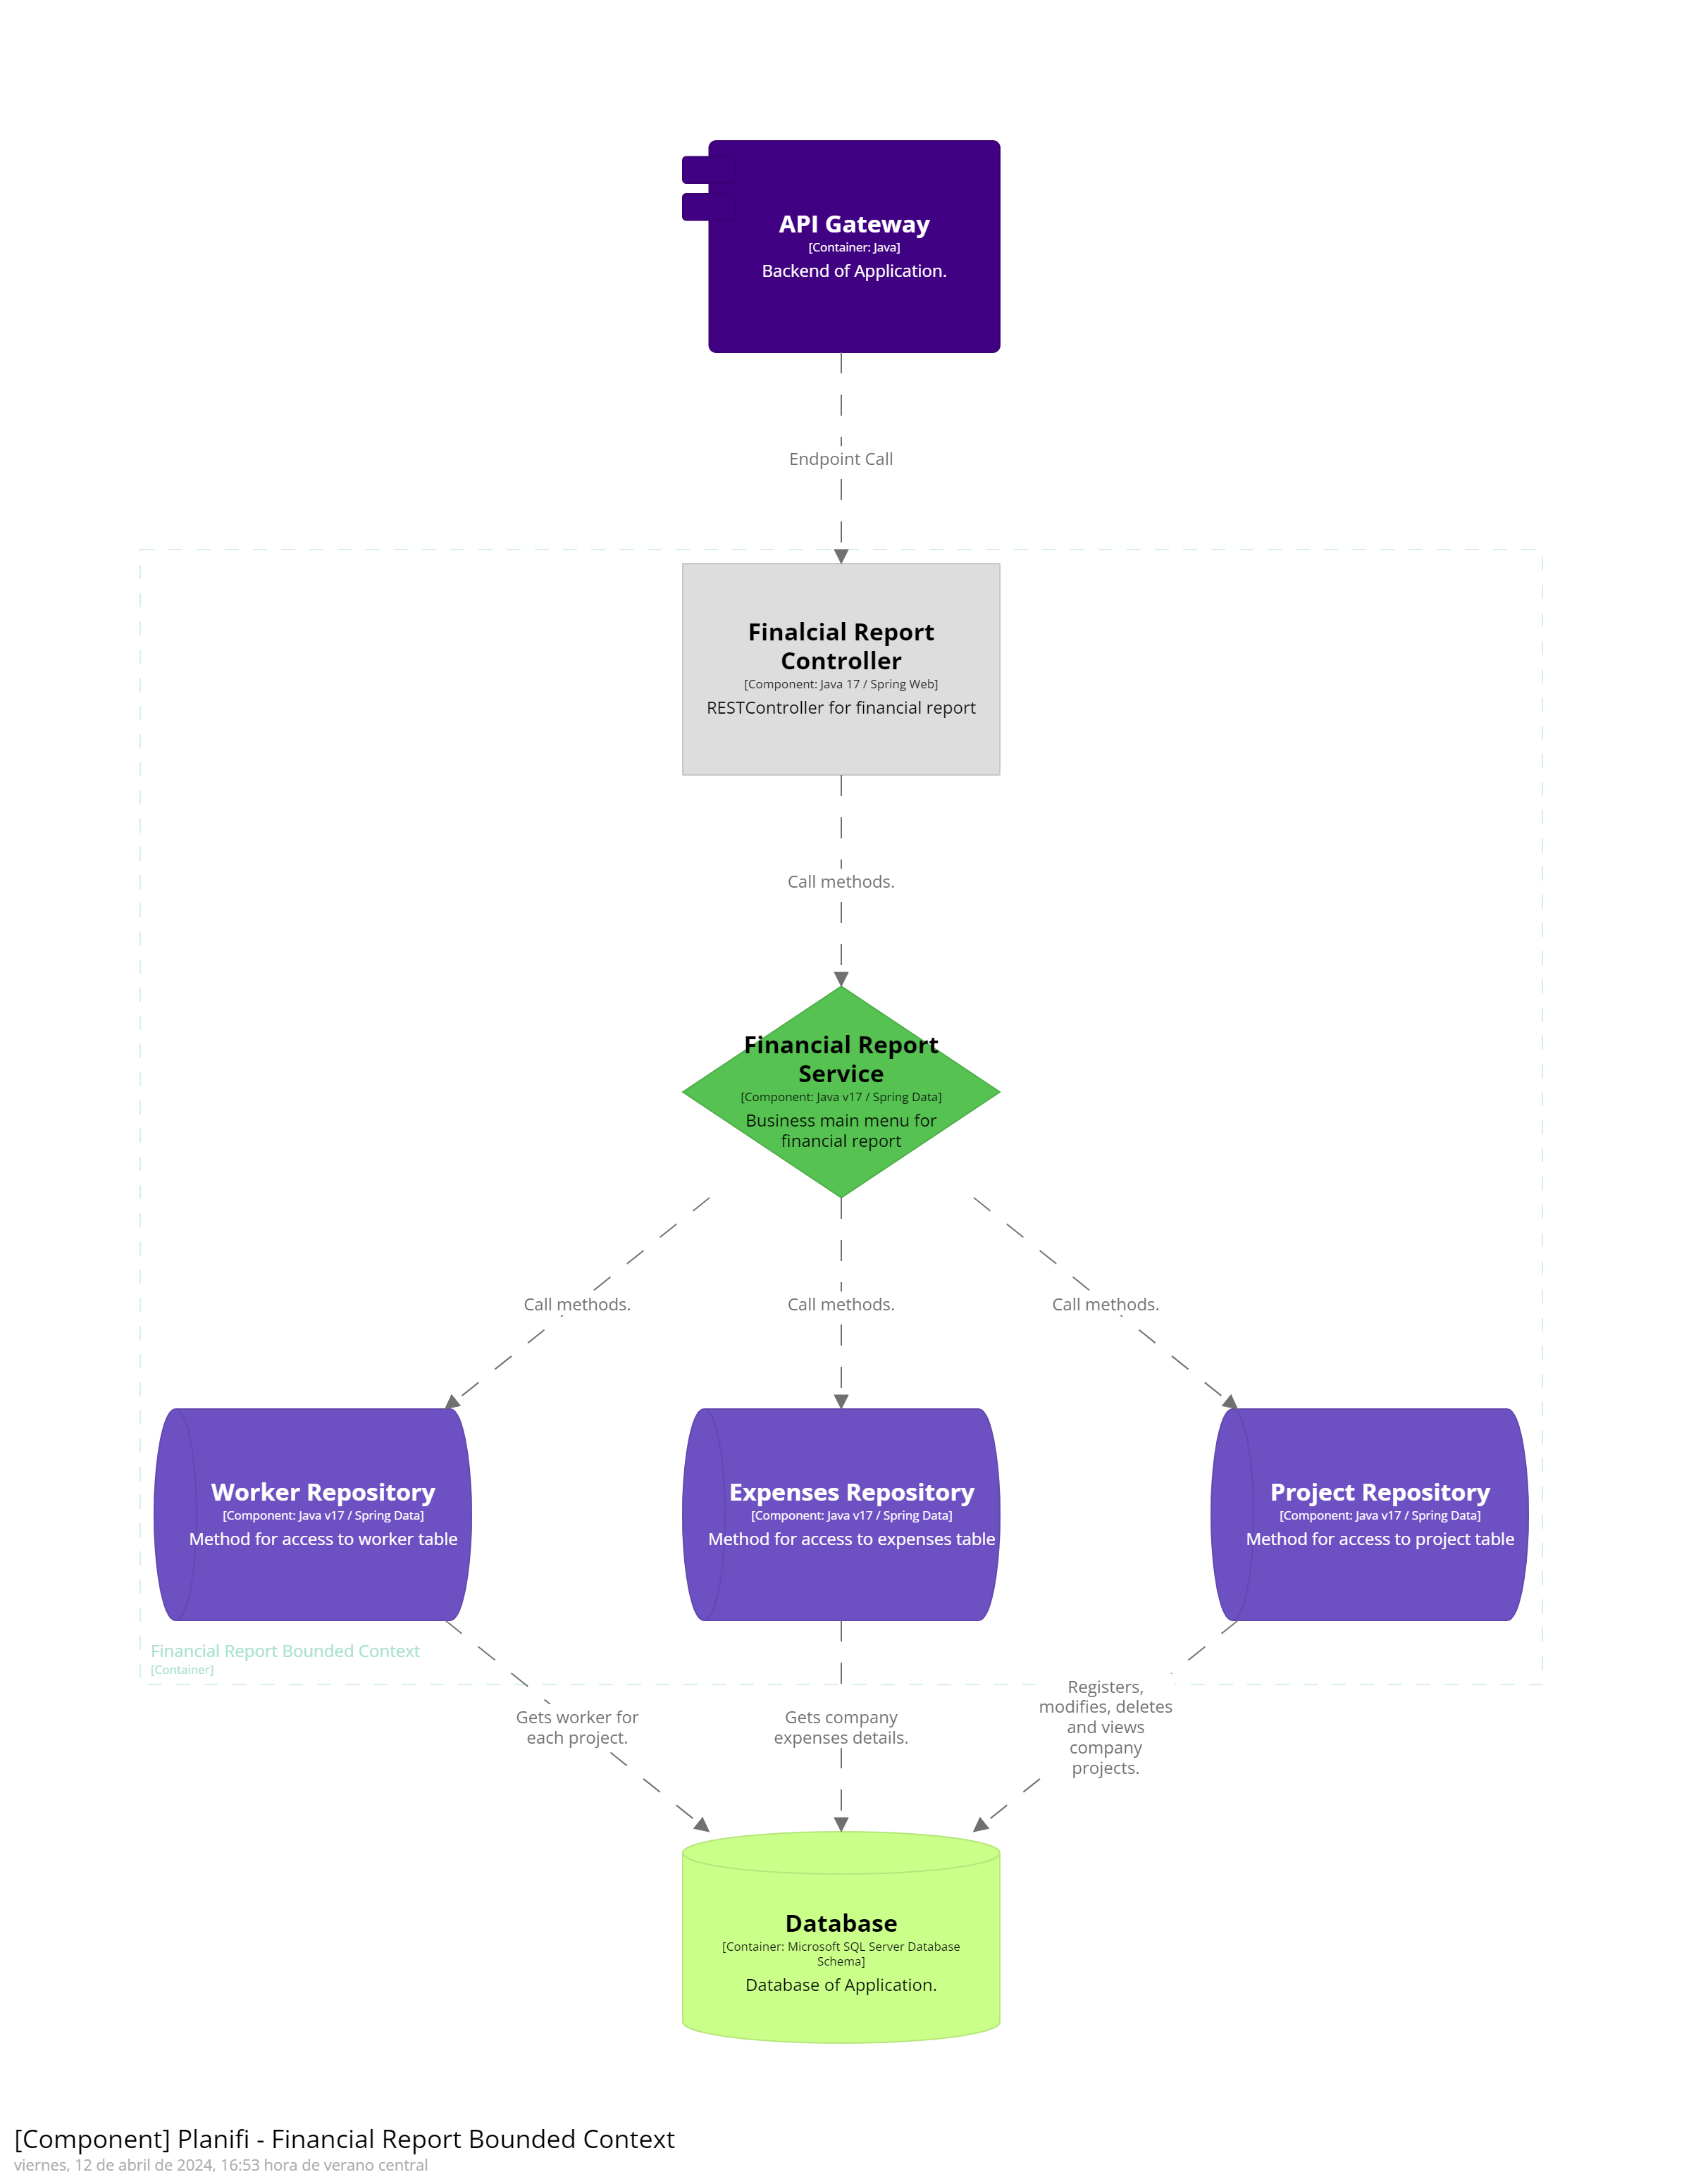 API Gateway
[Container: Java]
Backend of Application.
Endpoint Call
Finalcial Report
Controller
[Component: Java 17 / Spring Web]
RESTController for financial report
Call methods.
Financial Report
Service
[Component: Java v17 / Spring Data]
Business main menu for
financial report
Call methods.
Call methods.
Call methods.
Worker Repository
[Component: Java v17 / Spring Data]
Method for access to worker table
Expenses Repository
[Component: Java v17 / Spring Data]
Method for access to expenses table
Project Repository
[Component: Java v17 / Spring Data]
Method for access to project table
Financial Report Bounded Context
[Container]
Gets worker for
each project.
Gets company
expenses details.
Registers,
modifies, deletes
and views
company
projects.
Database
[Container: Microsoft SQL Server Database
Schema]
Database of Application.
[Component] Planifi - Financial Report Bounded Context
viernes, 12 de abril de 2024, 16:53 hora de verano central